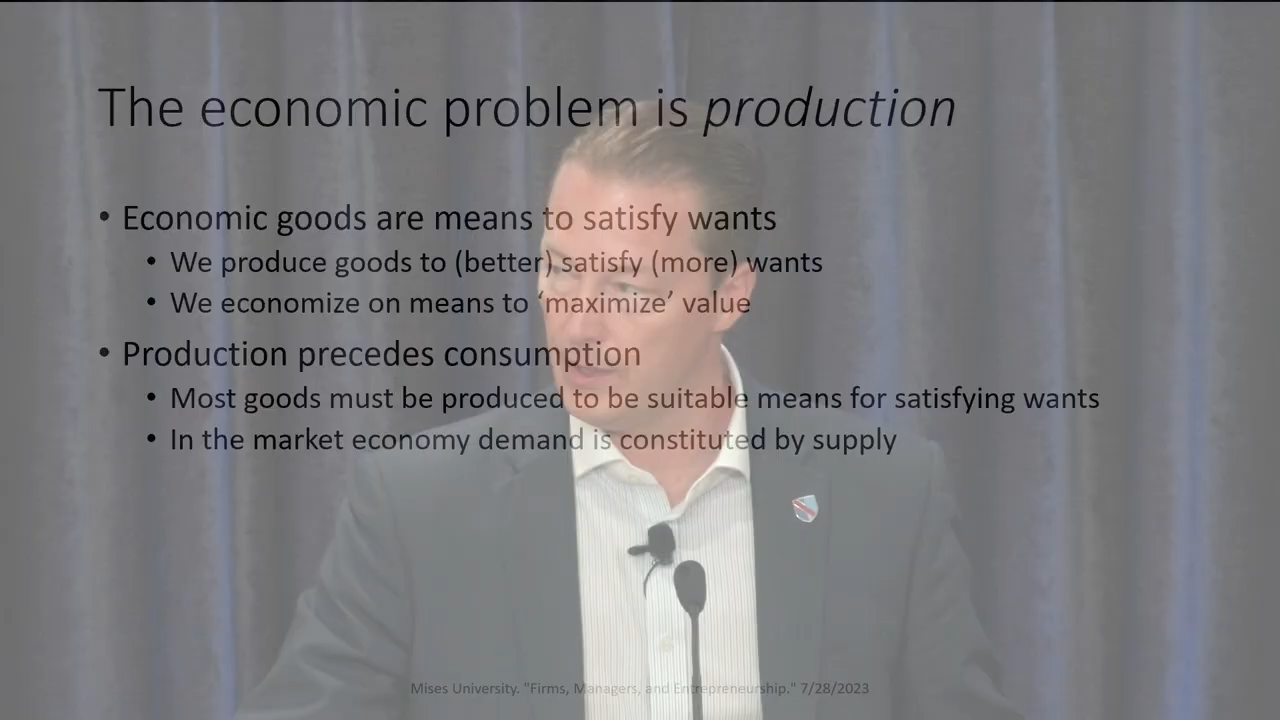 The economic problem is production
• Economic goods are means to satisfy wants
• We produce goods to (better) satisfy (more) wants
• We economize on means to ‘maximize’ value
• Production precedes consumption
• Most goods must be produced to be suitable means for satisfying wants
• In the market economy demand is constituted by supply
Mises University. "Firms, Managers, and Entrepreneurship." 7/28/2023